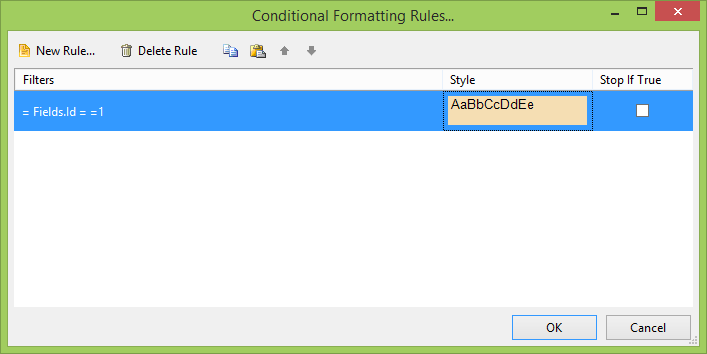 Conditional Formatting Rules...
New Rule... Delete Rule
Filters Style Stop If True
= Fields.Id = =1 AaBbCcDdEe
OK Cancel